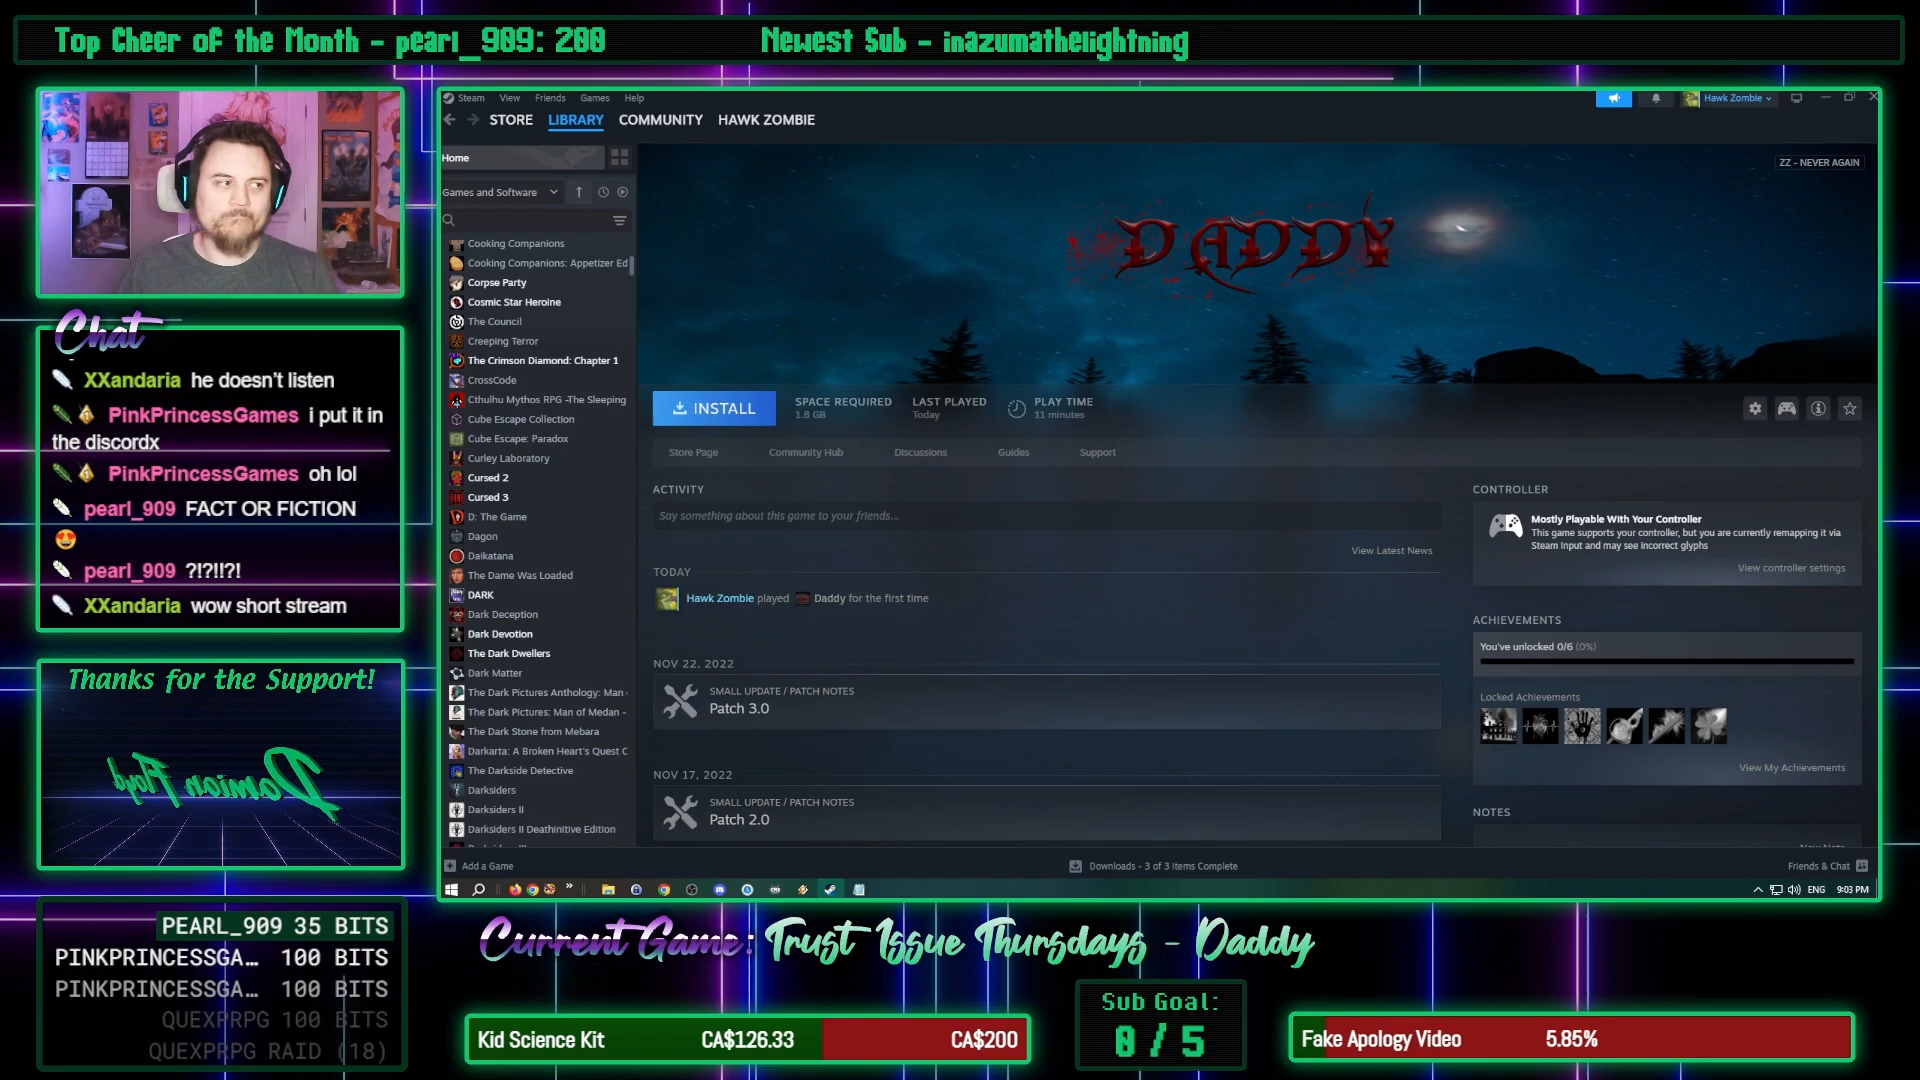 Top Cheer of the Month - pearl_909: 200
Newest Sub - inazumathelightning
Steam View Friends Games Help
Hawk Zombie
STORE LIBRARY COMMUNITY HAWK ZOMBIE
Home
Games and Software
Cooking Companions
Cooking Companions: Appetizer Ed
Corpse Party
Cosmic Star Heroine
The Council
Creeping Terror
The Crimson Diamond: Chapter 1
CrossCode
Cthulhu Mythos RPG -The Sleeping
Cube Escape Collection
Cube Escape: Paradox
Curley Laboratory
Cursed 2
Cursed 3
D: The Game
Dagon
Daikatana
The Dame Was Loaded
DARK
Dark Deception
Dark Devotion
The Dark Dwellers
Dark Matter
The Dark Pictures Anthology: Man
The Dark Pictures: Man of Medan -
The Dark Stone from Mebara
Darkarta: A Broken Heart's Quest C
The Darkside Detective
Darksiders
Darksiders II
Darksiders II Deathinitive Edition
ZZ - NEVER AGAIN
DADDY
INSTALL
SPACE REQUIRED
1.8 GB
LAST PLAYED
Today
PLAY TIME
11 minutes
Store Page Community Hub Discussions Guides Support
ACTIVITY
Say something about this game to your friends...
View Latest News
TODAY
Hawk Zombie played Daddy for the first time
NOV 22, 2022
SMALL UPDATE / PATCH NOTES
Patch 3.0
NOV 17, 2022
SMALL UPDATE / PATCH NOTES
Patch 2.0
CONTROLLER
Mostly Playable With Your Controller
This game supports your controller, but you are currently remapping it via
Steam Input and may see incorrect glyphs
View controller settings
ACHIEVEMENTS
You've unlocked 0/6 (0%)
Locked Achievements
View My Achievements
NOTES
Add a Game
Downloads - 3 of 3 Items Complete
Friends & Chat
ENG 9:03 PM
Chat
XXandaria he doesn't listen
PinkPrincessGames i put it in
the discordx
PinkPrincessGames oh lol
pearl_909 FACT OR FICTION
pearl_909 ?!?!!?!
XXandaria wow short stream
Thanks for the Support!
Damian Floyd
PEARL_909 35 BITS
PINKPRINCESSGA... 100 BITS
PINKPRINCESSGA... 100 BITS
QUEXPRPG 100 BITS
QUEXPRPG RAID (18)
Current Game: Trust Issue Thursdays - Daddy
Kid Science Kit CA$126.33 CA$200
Sub Goal:
0 / 5
Fake Apology Video 5.85%